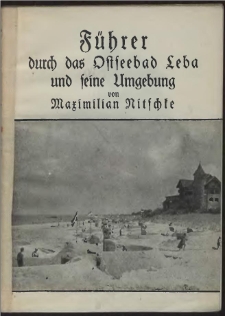 Führer
durch das Ostseebad Leba
und seine Umgebung
von
Maximilian Nitschke